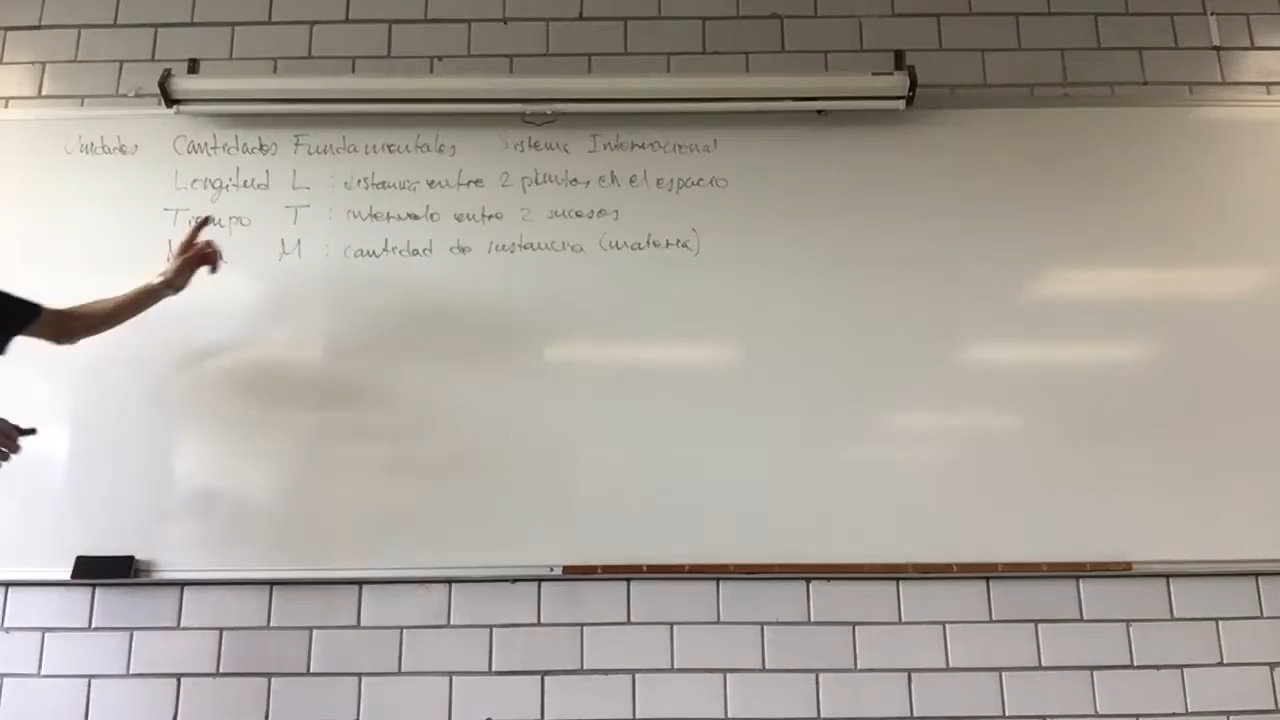 Unidades Cantidades Fundamentales Sistema Internacional
Longitud L : distancia entre 2 puntos en el espacio
Tiempo T : intervalo entre 2 sucesos
M : cantidad de sustancia (materia)